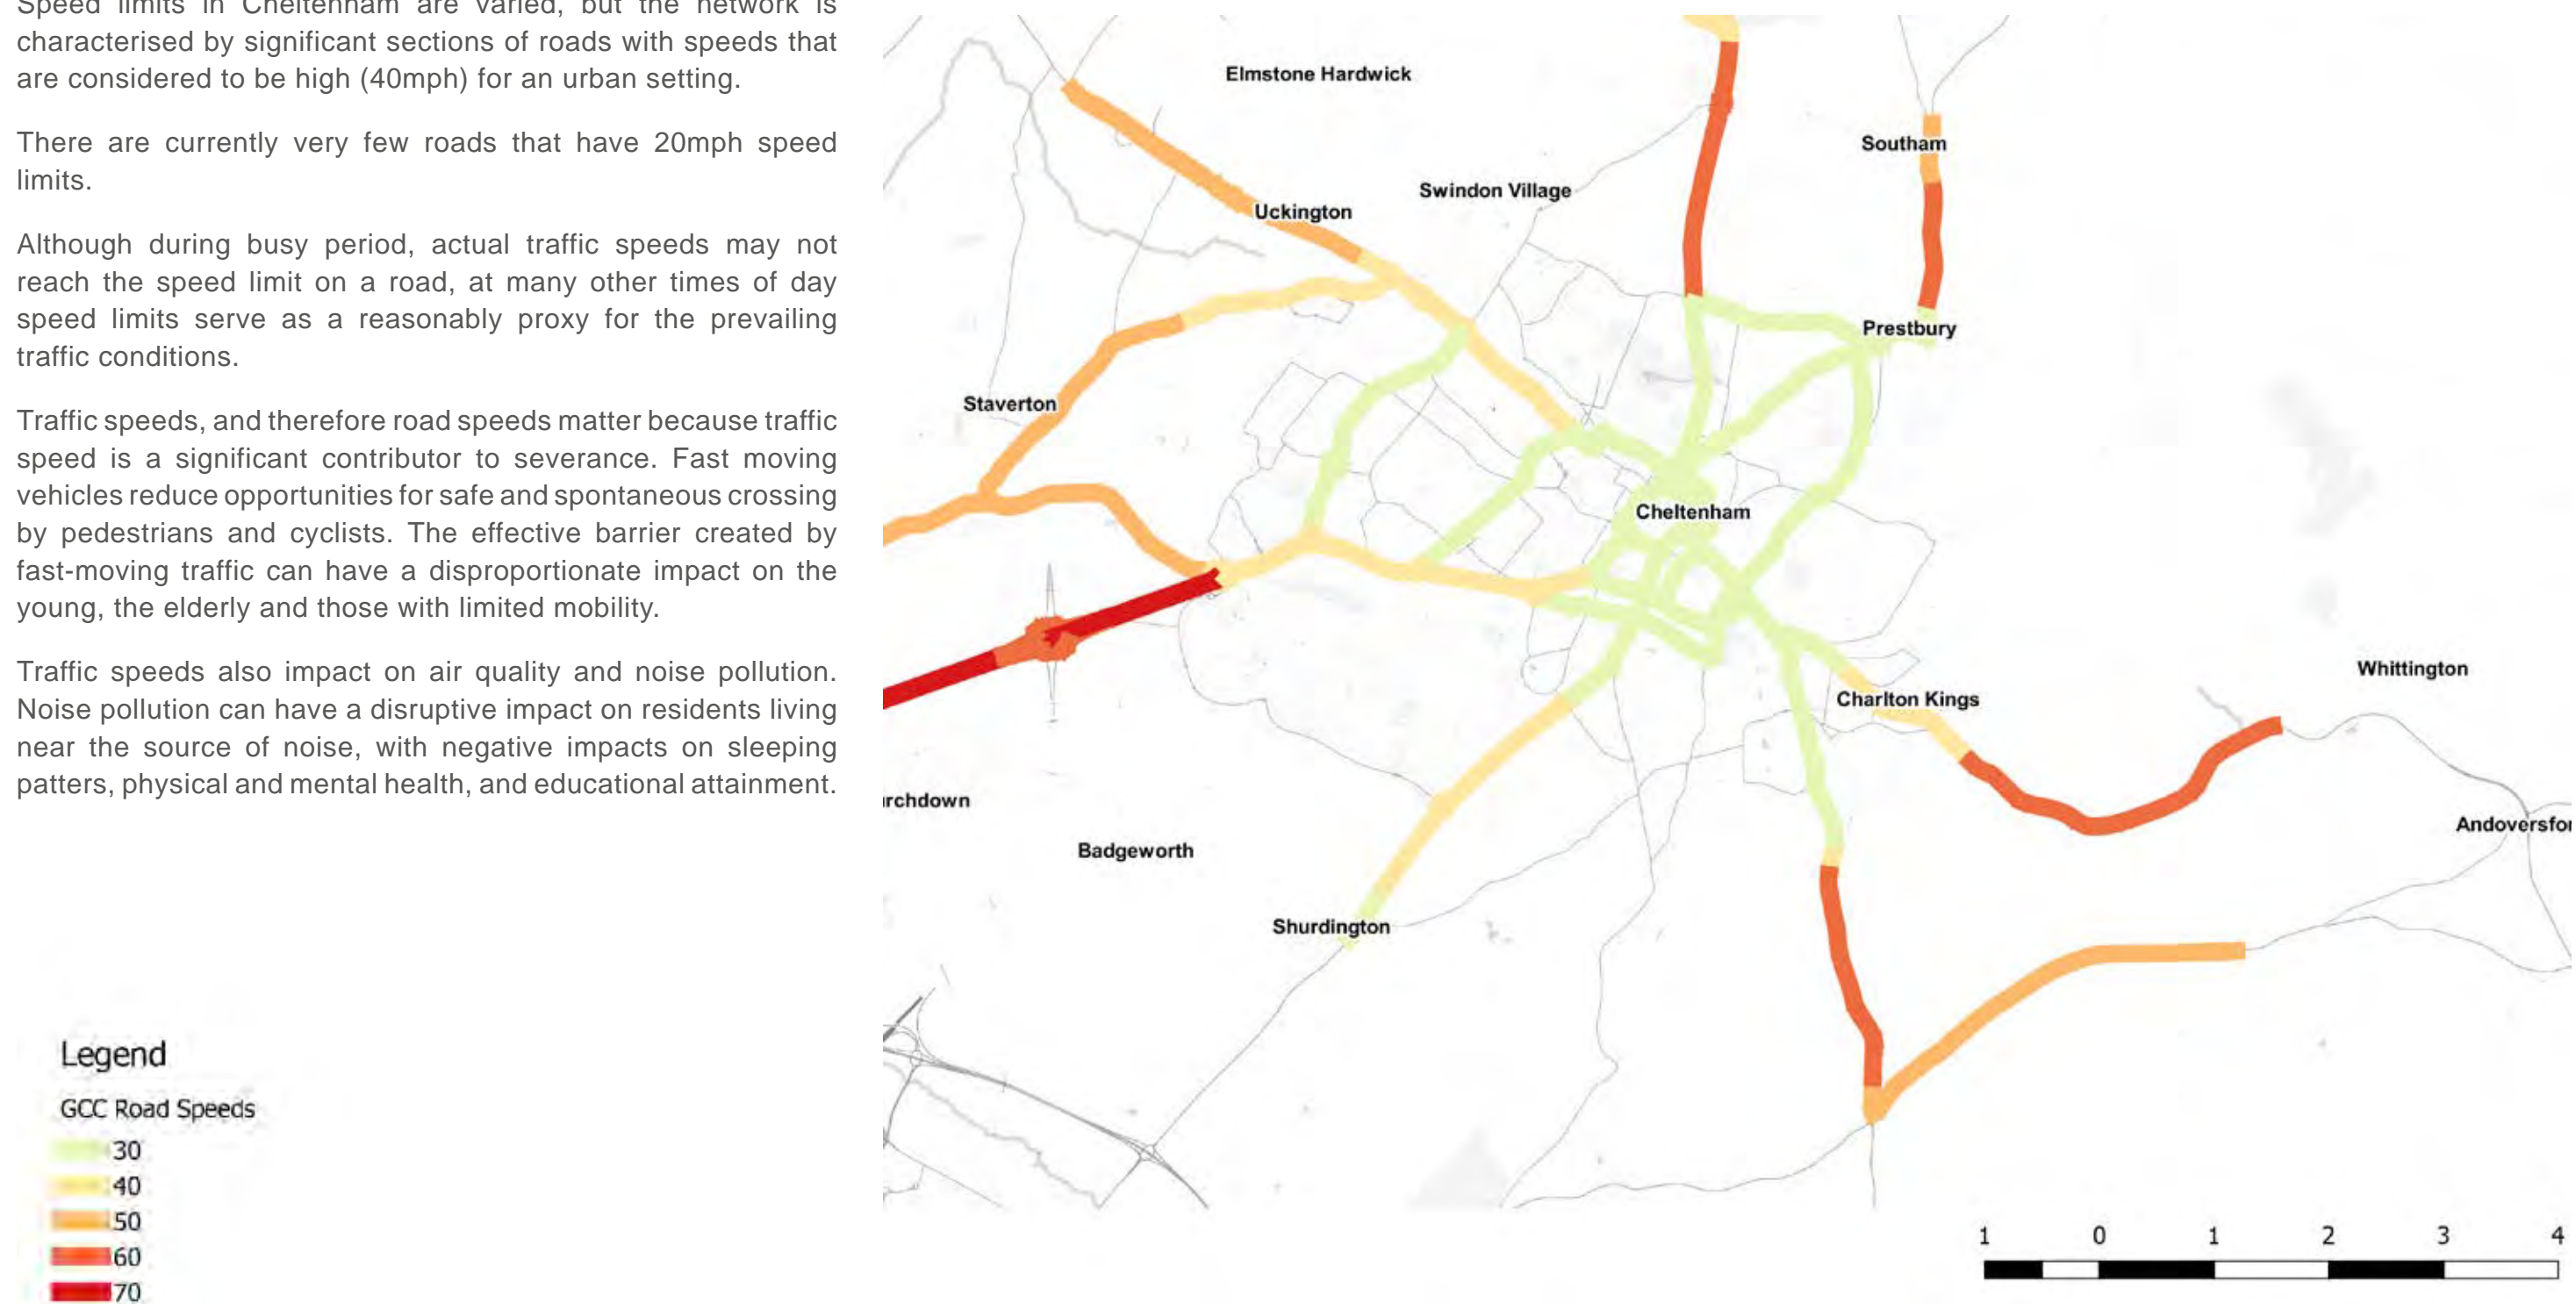 Speed limits in Cheltenham are varied, but the network is
characterised by significant sections of roads with speeds that
are considered to be high (40mph) for an urban setting.
There are currently very few roads that have 20mph speed
limits.
Although during busy period, actual traffic speeds may not
reach the speed limit on a road, at many other times of day
speed limits serve as a reasonably proxy for the prevailing
traffic conditions.
Traffic speeds, and therefore road speeds matter because traffic
speed is a significant contributor to severance. Fast moving
vehicles reduce opportunities for safe and spontaneous crossing
by pedestrians and cyclists. The effective barrier created by
fast-moving traffic can have a disproportionate impact on the
young, the elderly and those with limited mobility.
Traffic speeds also impact on air quality and noise pollution.
Noise pollution can have a disruptive impact on residents living
near the source of noise, with negative impacts on sleeping
patters, physical and mental health, and educational attainment.
Legend
GCC Road Speeds
30
40
50
60
70
Elmstone Hardwick
Southam
Swindon Village
Uckington
Prestbury
Staverton
Cheltenham
Whittington
Charlton Kings
rchdown
Andoversfo
Badgeworth
Shurdington
1 0 1 2 3 4